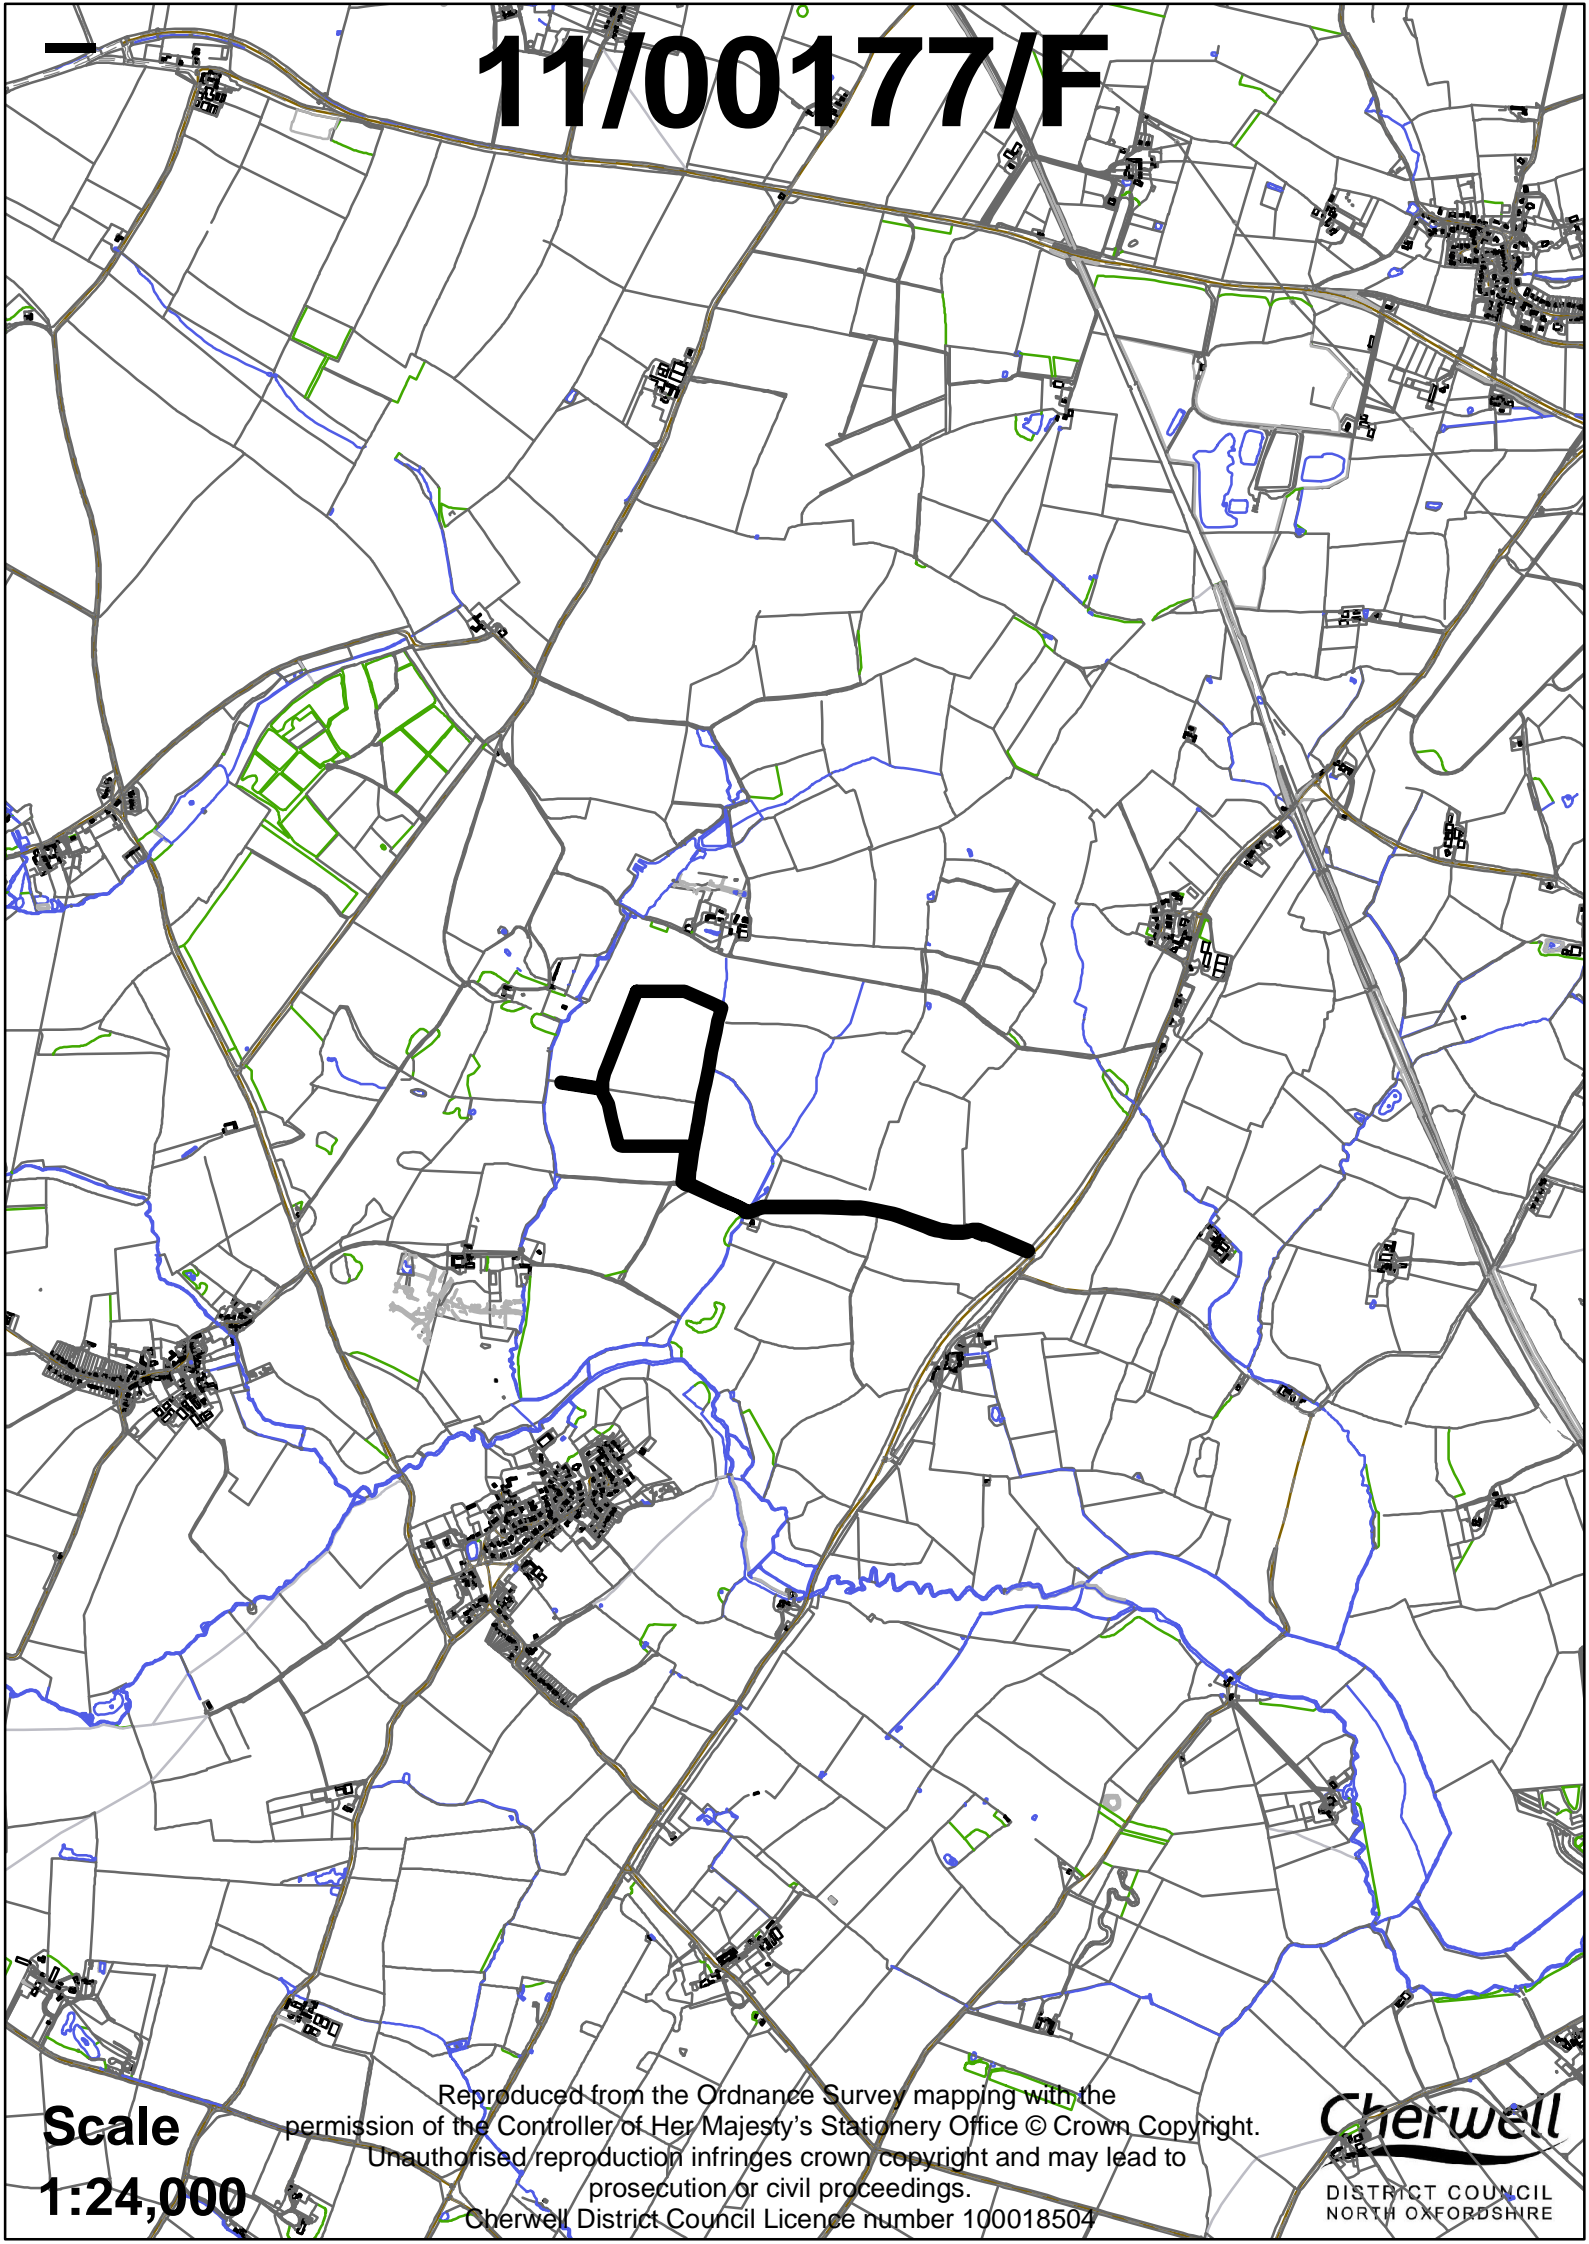 11/00177/F
Reproduced from the Ordnance Survey mapping with the
permission of the Controller of Her Majesty's Stationery Office © Crown Copyright.
Unauthorised reproduction infringes crown copyright and may lead to
prosecution or civil proceedings.
Cherwell District Council Licence number 100018504
Scale
1:24,000
Cherwell
DISTRICT COUNCIL
NORTH OXFORDSHIRE